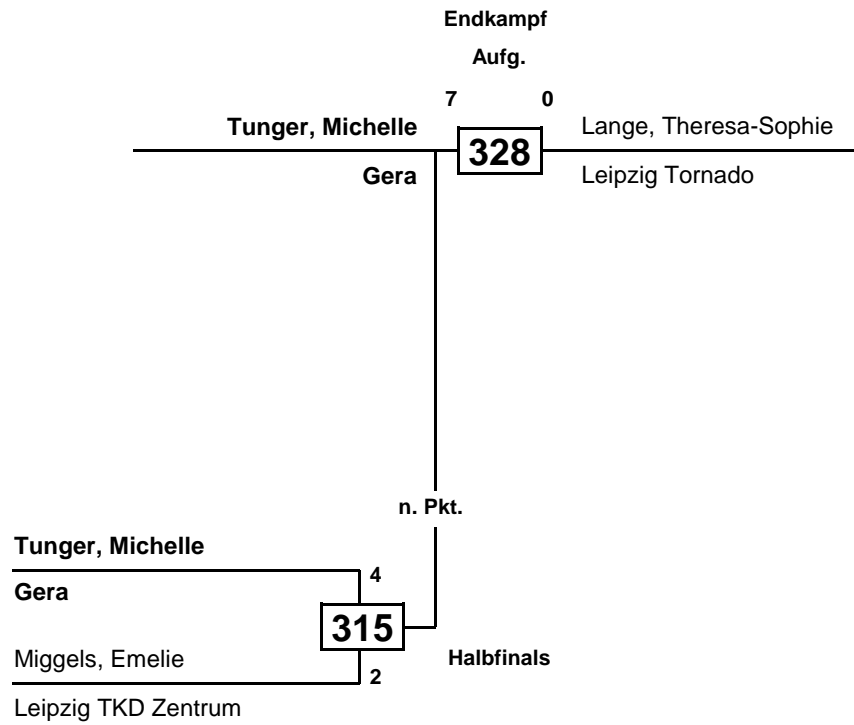 Endkampf
Aufg.
7 0
Tunger, Michelle 328 Lange, Theresa-Sophie
Gera Leipzig Tornado
n. Pkt.
Tunger, Michelle
4
Gera
315
Miggels, Emelie Halbfinals
2
Leipzig TKD Zentrum